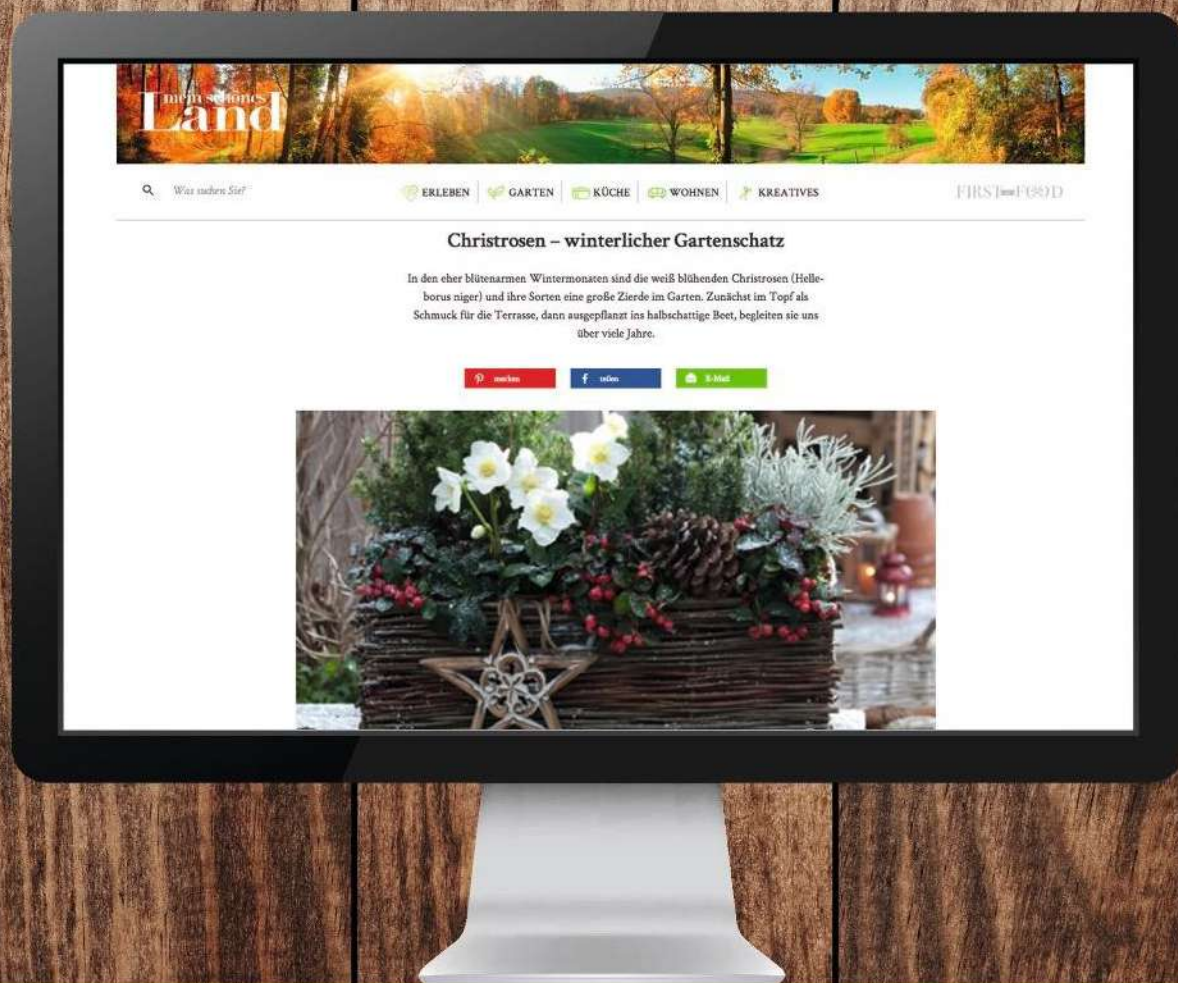 mein schönes
Land
Was suchen Sie?
ERLEBEN GARTEN KÜCHE WOHNEN KREATIVES
Christrosen – winterlicher Gartenschatz
In den eher blütenarmen Wintermonaten sind die weiß blühenden Christrosen (Helle-
borus niger) und ihre Sorten eine große Zierde im Garten. Zunächst im Topf als
Schmuck für die Terrasse, dann ausgepflanzt ins halbschattige Beet, begleiten sie uns
über viele Jahre.
merken teilen E-Mail